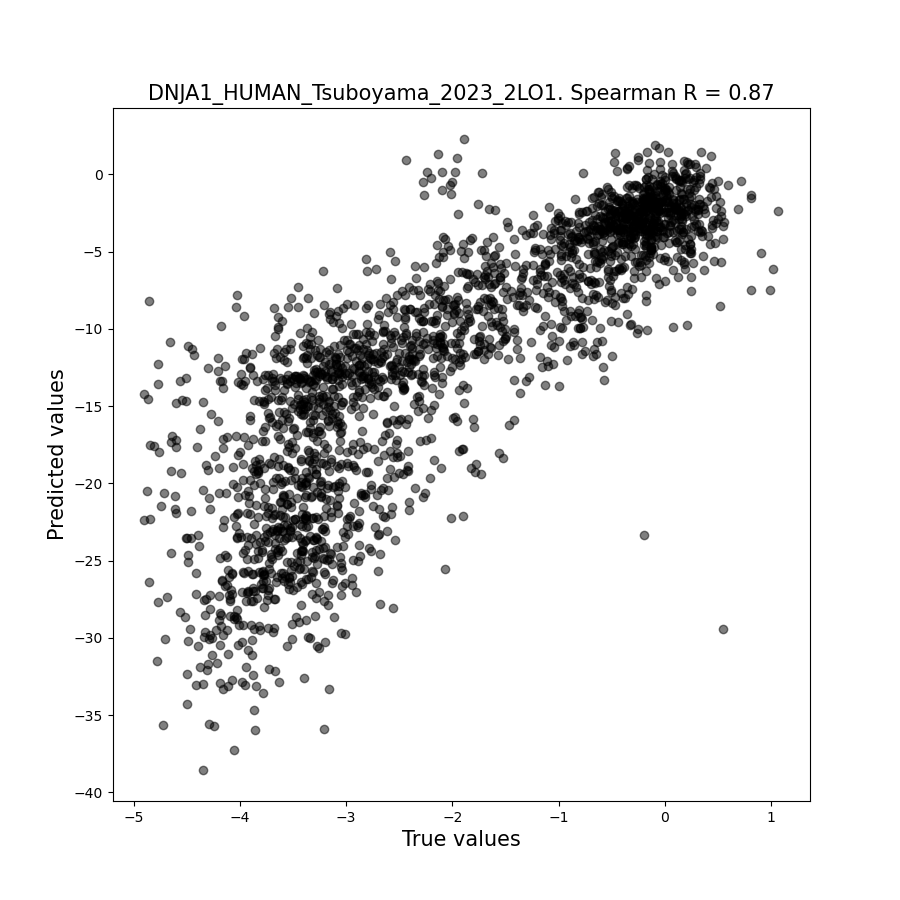 DNJA1_HUMAN_Tsuboyama_2023_2LO1. Spearman R = 0.87
0
−5
−10
−15
−20
−25
−30
−35
−40
Predicted values
−5 −4 −3 −2 −1 0 1
True values